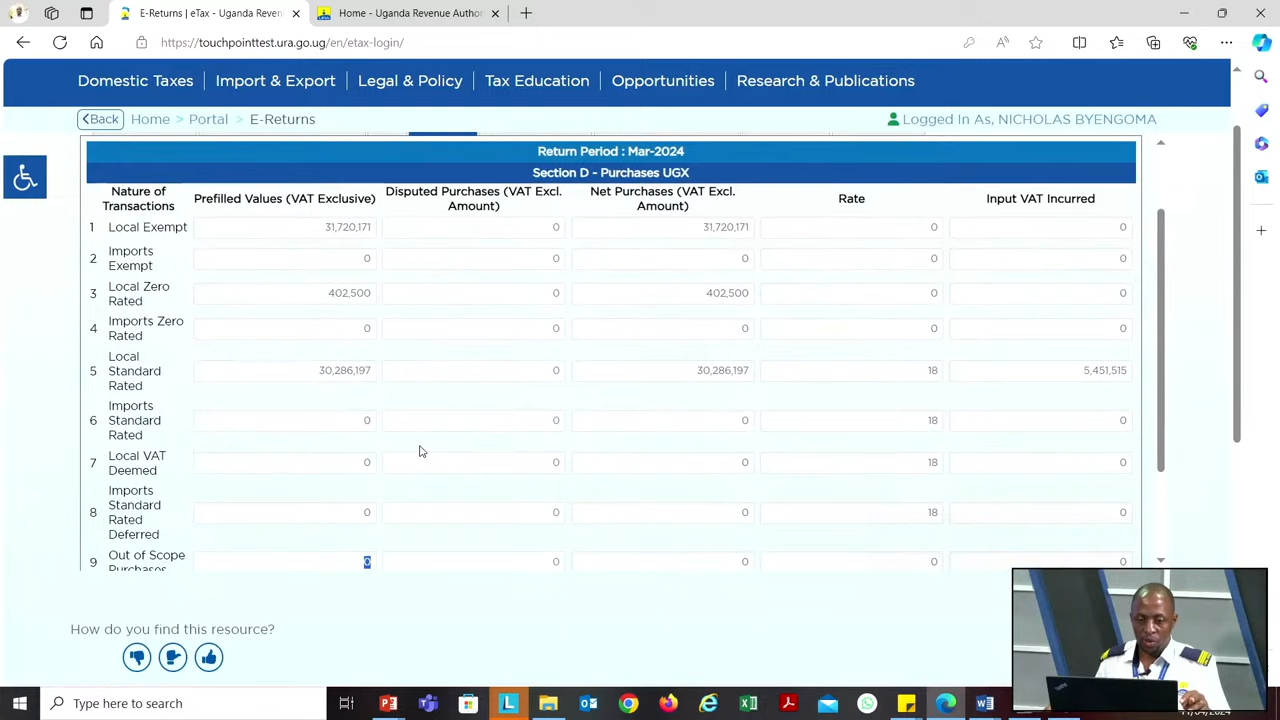 E-Returns | eTax - Uganda Reven
Home - Uganda Revenue Author
https://touchpointtest.ura.go.ug/en/etax-login/
Domestic Taxes | Import & Export | Legal & Policy | Tax Education | Opportunities | Research & Publications
Back Home > Portal > E-Returns
Logged In As, NICHOLAS BYENGOMA
Return Period : Mar-2024
Section D - Purchases UGX
Nature of
Transactions
Prefilled Values (VAT Exclusive)
Disputed Purchases (VAT Excl.
Amount)
Net Purchases (VAT Excl.
Amount)
Rate
Input VAT Incurred
1 Local Exempt 31,720,171 0 31,720,171 0 0
2 Imports
Exempt 0 0 0 0 0
3 Local Zero
Rated 402,500 0 402,500 0 0
4 Imports Zero
Rated 0 0 0 0 0
5 Local
Standard
Rated 30,286,197 0 30,286,197 18 5,451,515
6 Imports
Standard
Rated 0 0 0 18 0
7 Local VAT
Deemed 0 0 0 18 0
8 Imports
Standard
Rated
Deferred 0 0 0 18 0
9 Out of Scope
Purchases 0 0 0 0 0
How do you find this resource?
Type here to search
11/04/2024